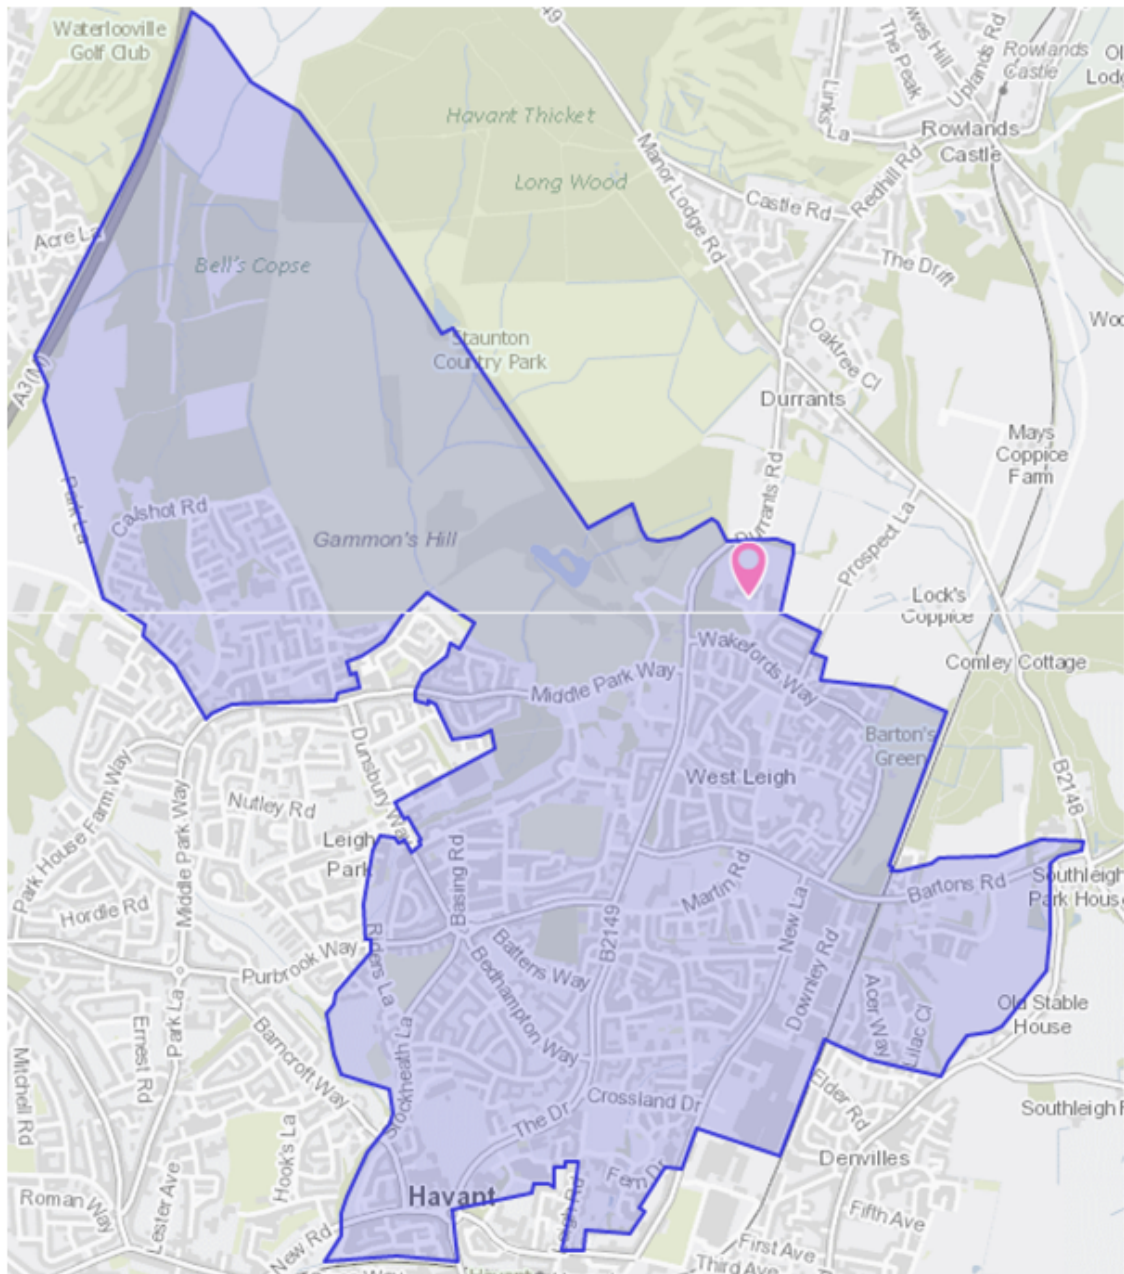 Waterlooville
Golf Club
49
Links La
The Peak
Uplands Rd
Rowlands
Castle
Havant Thicket
Manor Lodge Rd
Rowlands
Castle
Redhill Rd
Long Wood
Castle Rd
Acre La
Bell's Copse
The Drift
Staunton
Country Park
Oaktree Cl
A3(M)
Durrants
Mays
Coppice
Farm
Park La
Calshot Rd
Gammon's Hill
Durrants Rd
Prospect La
Lock's
Coppice
Wakefords Way
Comley Cottage
Middle Park Way
Barton's
Green
Dunsbury Way
West Leigh
B2148
Park House Farm Way
Middle Park Way
Nutley Rd
Leigh
Park
Basing Rd
Martin Rd
New La
Bartons Rd
Southleigh
Park House
Hordle Rd
B2149
Riders La
Purbrook Way
Battens Way
Bedhampton Way
Downley Rd
Park La
Ernest Rd
Mitchell Rd
Barncroft Way
Stockheath La
Acer Way
Lilac Cl
Old Stable
House
The Dr
Crossland Dr
Elder Rd
Southleigh F
Hook's La
Denvilles
Lester Ave
Roman Way
New Rd
Havant
Leigh Rd
Fern Dr
Fifth Ave
First Ave
Third Ave
Way
Havant